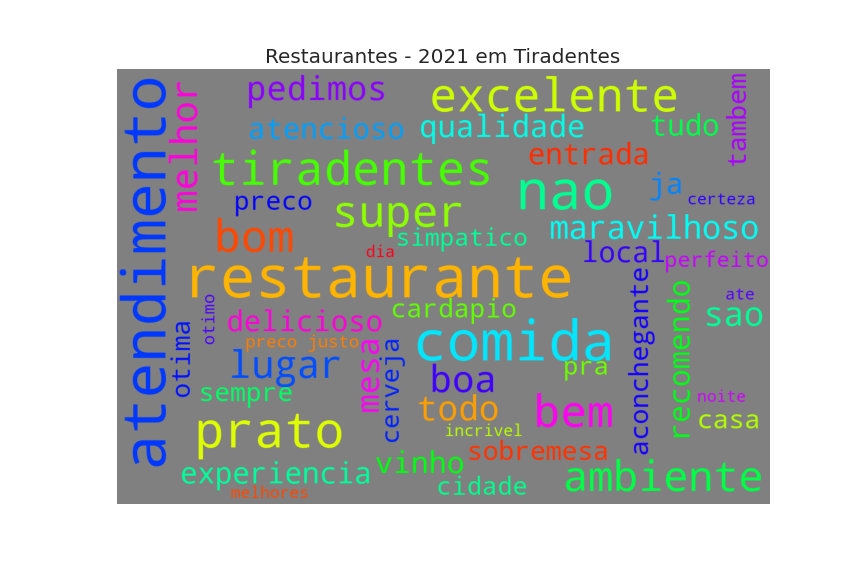 Restaurantes - 2021 em Tiradentes
atendimento
melhor
pedimos
excelente
tambem
atencioso
qualidade
tudo
tiradentes
entrada
nao
ja
certeza
preco
super
maravilhoso
bom
simpatico
dia
local
perfeito
restaurante
aconchegante
ate
otimo
delicioso
cardapio
recomendo
sao
otima
preco justo
mesa
cerveja
comida
lugar
boa
pra
sempre
todo
bem
noite
casa
prato
incrivel
sobremesa
vinho
experiencia
ambiente
cidade
melhores